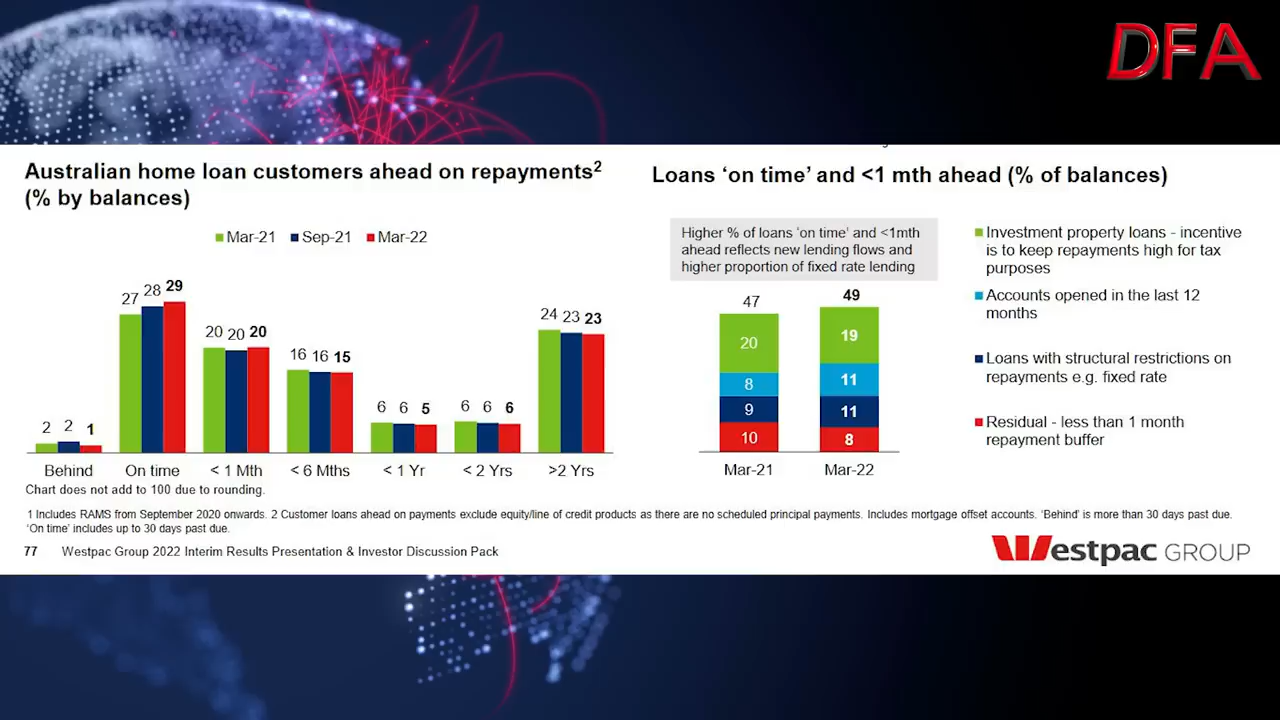 DFA
Australian home loan customers ahead on repayments2
(% by balances)
Mar-21 Sep-21 Mar-22
27 28 29
20 20 20
16 16 15
24 23 23
6 6 5
6 6 6
2 2 1
Behind On time < 1 Mth < 6 Mths < 1 Yr < 2 Yrs >2 Yrs
Chart does not add to 100 due to rounding.
Loans ‘on time’ and <1 mth ahead (% of balances)
Higher % of loans ‘on time’ and <1mth
ahead reflects new lending flows and
higher proportion of fixed rate lending
47 49
20 19
8 11
9 11
10 8
Mar-21 Mar-22
Investment property loans - incentive
is to keep repayments high for tax
purposes
Accounts opened in the last 12
months
Loans with structural restrictions on
repayments e.g. fixed rate
Residual - less than 1 month
repayment buffer
1 Includes RAMS from September 2020 onwards. 2 Customer loans ahead on payments exclude equity/line of credit products as there are no scheduled principal payments. Includes mortgage offset accounts. ‘Behind’ is more than 30 days past due.
‘On time’ includes up to 30 days past due.
77 Westpac Group 2022 Interim Results Presentation & Investor Discussion Pack
Westpac GROUP